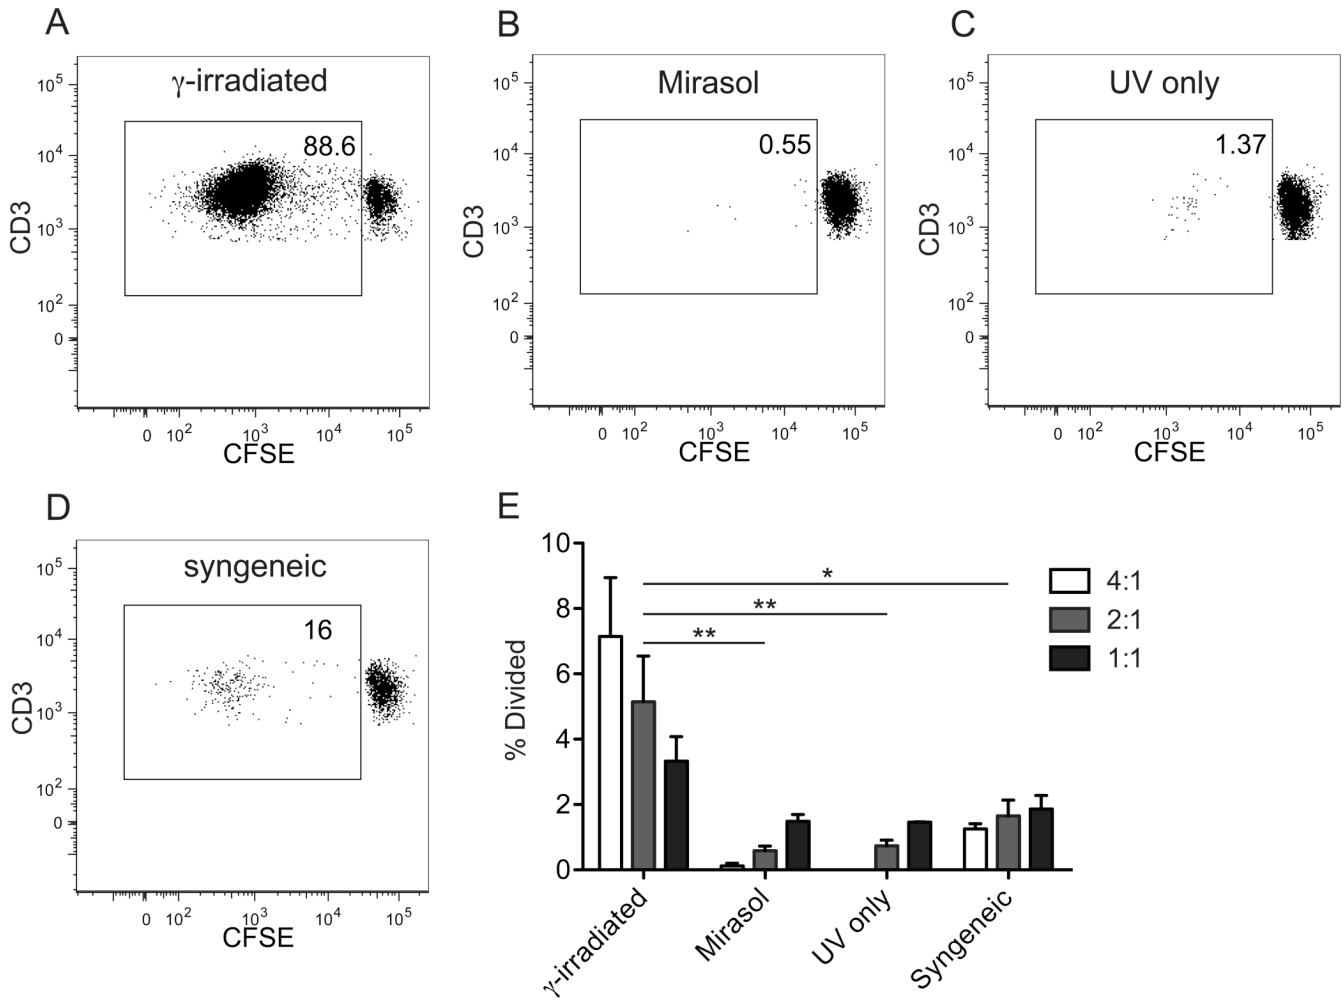 A
γ-irradiated
88.6
10⁵
10⁴
10³
10²
0
CD3
0 10² 10³ 10⁴ 10⁵
CFSE
B
Mirasol
0.55
10⁵
10⁴
10³
10²
0
CD3
0 10² 10³ 10⁴ 10⁵
CFSE
C
UV only
1.37
10⁵
10⁴
10³
10²
0
CD3
0 10² 10³ 10⁴ 10⁵
CFSE
D
syngeneic
16
10⁵
10⁴
10³
10²
0
CD3
0 10² 10³ 10⁴ 10⁵
CFSE
E
10
8
6
4
2
0
% Divided
*
**
**
4:1
2:1
1:1
γ-irradiated
Mirasol
UV only
Syngeneic